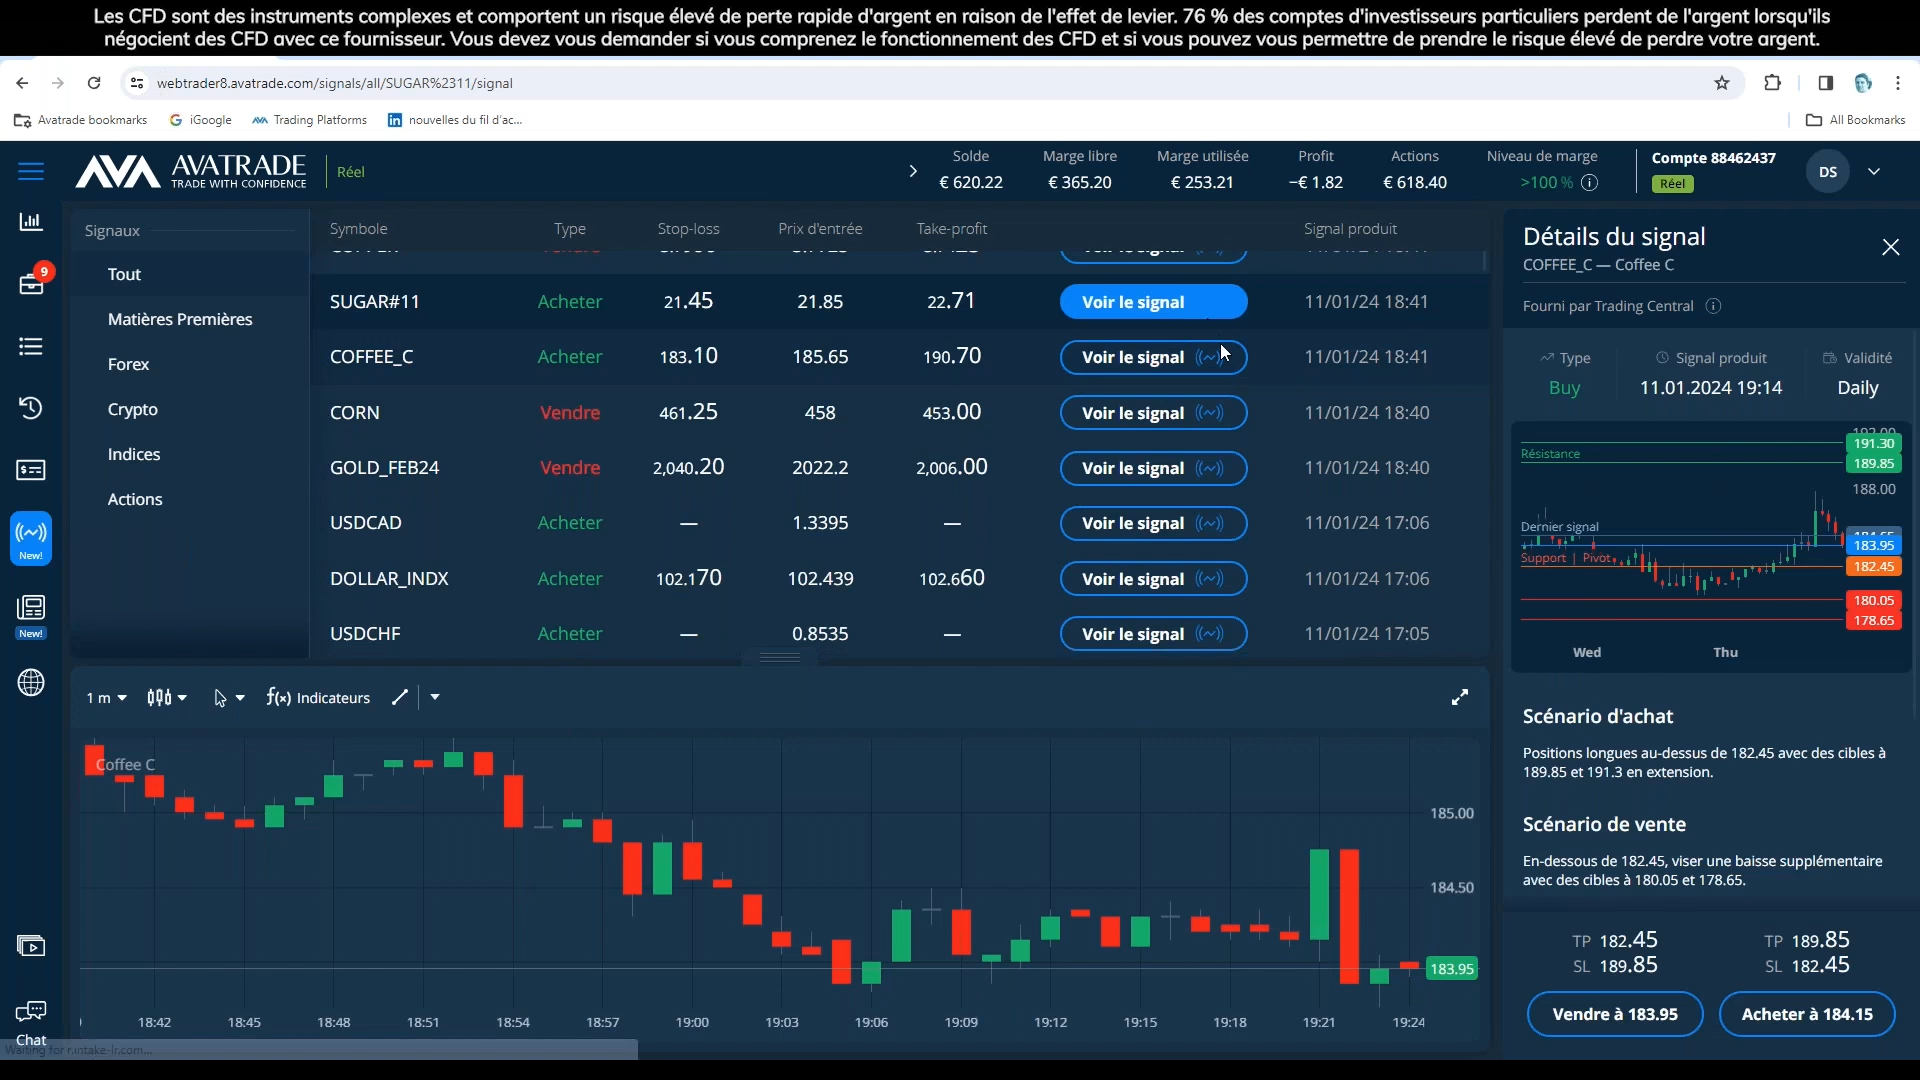 Les CFD sont des instruments complexes et comportent un risque élevé de perte rapide d'argent en raison de l'effet de levier. 76 % des comptes d'investisseurs particuliers perdent de l'argent lorsqu'ils
négocient des CFD avec ce fournisseur. Vous devez vous demander si vous comprenez le fonctionnement des CFD et si vous pouvez vous permettre de prendre le risque élevé de perdre votre argent.
webtrader8.avatrade.com/signals/all/SUGAR%2311/signal
Avatrade bookmarks iGoogle Trading Platforms nouvelles du fil d'ac... All Bookmarks
AVATRADE
TRADE WITH CONFIDENCE
Réel
Solde Marge libre Marge utilisée Profit Actions Niveau de marge
€ 620.22 € 365.20 € 253.21 −€ 1.82 € 618.40 >100 %
Compte 88462437
Réel
DS
9
New!
New!
Chat
Signaux
Tout
Matières Premières
Forex
Crypto
Indices
Actions
Symbole Type Stop-loss Prix d'entrée Take-profit Signal produit
SUGAR#11 Acheter 21.45 21.85 22.71 Voir le signal 11/01/24 18:41
COFFEE_C Acheter 183.10 185.65 190.70 Voir le signal 11/01/24 18:41
CORN Vendre 461.25 458 453.00 Voir le signal 11/01/24 18:40
GOLD_FEB24 Vendre 2,040.20 2022.2 2,006.00 Voir le signal 11/01/24 18:40
USDCAD Acheter — 1.3395 — Voir le signal 11/01/24 17:06
DOLLAR_INDX Acheter 102.170 102.439 102.660 Voir le signal 11/01/24 17:06
USDCHF Acheter — 0.8535 — Voir le signal 11/01/24 17:05
1 m f(x) Indicateurs
Coffee C
185.00
184.50
183.95
18:42 18:45 18:48 18:51 18:54 18:57 19:00 19:03 19:06 19:09 19:12 19:15 19:18 19:21 19:24
Détails du signal
COFFEE_C — Coffee C
Fourni par Trading Central
Type Signal produit Validité
Buy 11.01.2024 19:14 Daily
191.30
Résistance
189.85
188.00
Dernier signal
183.95
Support | Pivot
182.45
180.05
178.65
Wed Thu
Scénario d'achat
Positions longues au-dessus de 182.45 avec des cibles à
189.85 et 191.3 en extension.
Scénario de vente
En-dessous de 182.45, viser une baisse supplémentaire
avec des cibles à 180.05 et 178.65.
TP 182.45 TP 189.85
SL 189.85 SL 182.45
Vendre à 183.95 Acheter à 184.15